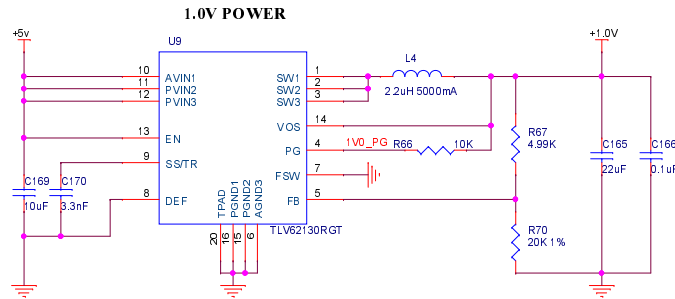 1.0V POWER
+5v
U9
L4
+1.0V
10
AVIN1
SW1
1
11
PVIN2
SW2
2
12
PVIN3
SW3
3
2.2uH 5000mA
VOS
14
13
EN
PG
4
1V0_PG
R66
10K
R67
4.99K
9
SS/TR
FSW
7
C165
22uF
C166
0.1uF
C169
10uF
C170
3.3nF
8
DEF
FB
5
TPAD
PGND1
PGND2
AGND3
20
16
15
6
TLV62130RGT
R70
20K 1%